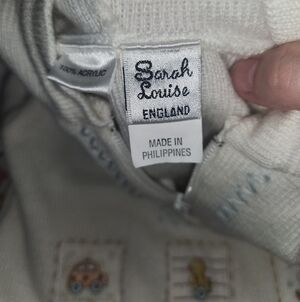 100% ACRYLIC
Sarah
Louise
ENGLAND
MADE IN
PHILIPPINES